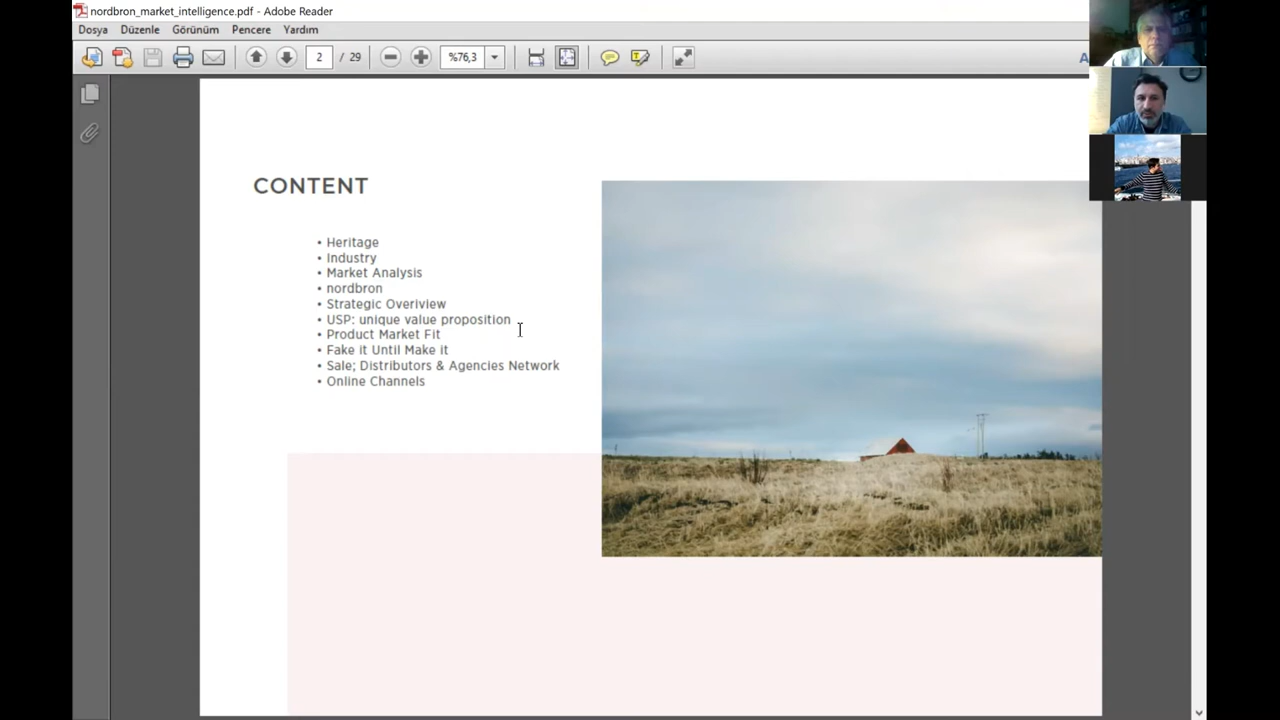 nordbron_market_intelligence.pdf - Adobe Reader
Dosya Düzenle Görünüm Pencere Yardım
2 / 29 %76,3
CONTENT
• Heritage
• Industry
• Market Analysis
• nordbron
• Strategic Overiview
• USP: unique value proposition
• Product Market Fit
• Fake it Until Make it
• Sale; Distributors & Agencies Network
• Online Channels